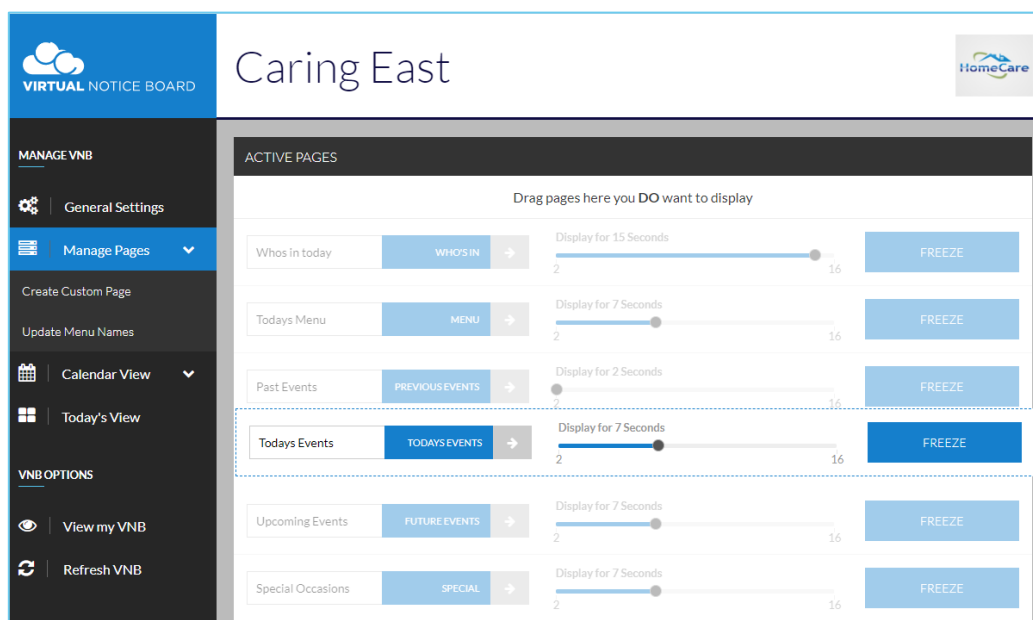 VIRTUAL NOTICE BOARD
Caring East
HomeCare
MANAGE VNB
General Settings
Manage Pages
Create Custom Page
Update Menu Names
Calendar View
Today's View
VNB OPTIONS
View my VNB
Refresh VNB
ACTIVE PAGES
Drag pages here you DO want to display
Whos in today WHO'S IN Display for 15 Seconds 2 16 FREEZE
Todays Menu MENU Display for 7 Seconds 2 16 FREEZE
Past Events PREVIOUS EVENTS Display for 2 Seconds 2 16 FREEZE
Todays Events TODAYS EVENTS Display for 7 Seconds 2 16 FREEZE
Upcoming Events FUTURE EVENTS Display for 7 Seconds 2 16 FREEZE
Special Occasions SPECIAL Display for 7 Seconds 2 16 FREEZE